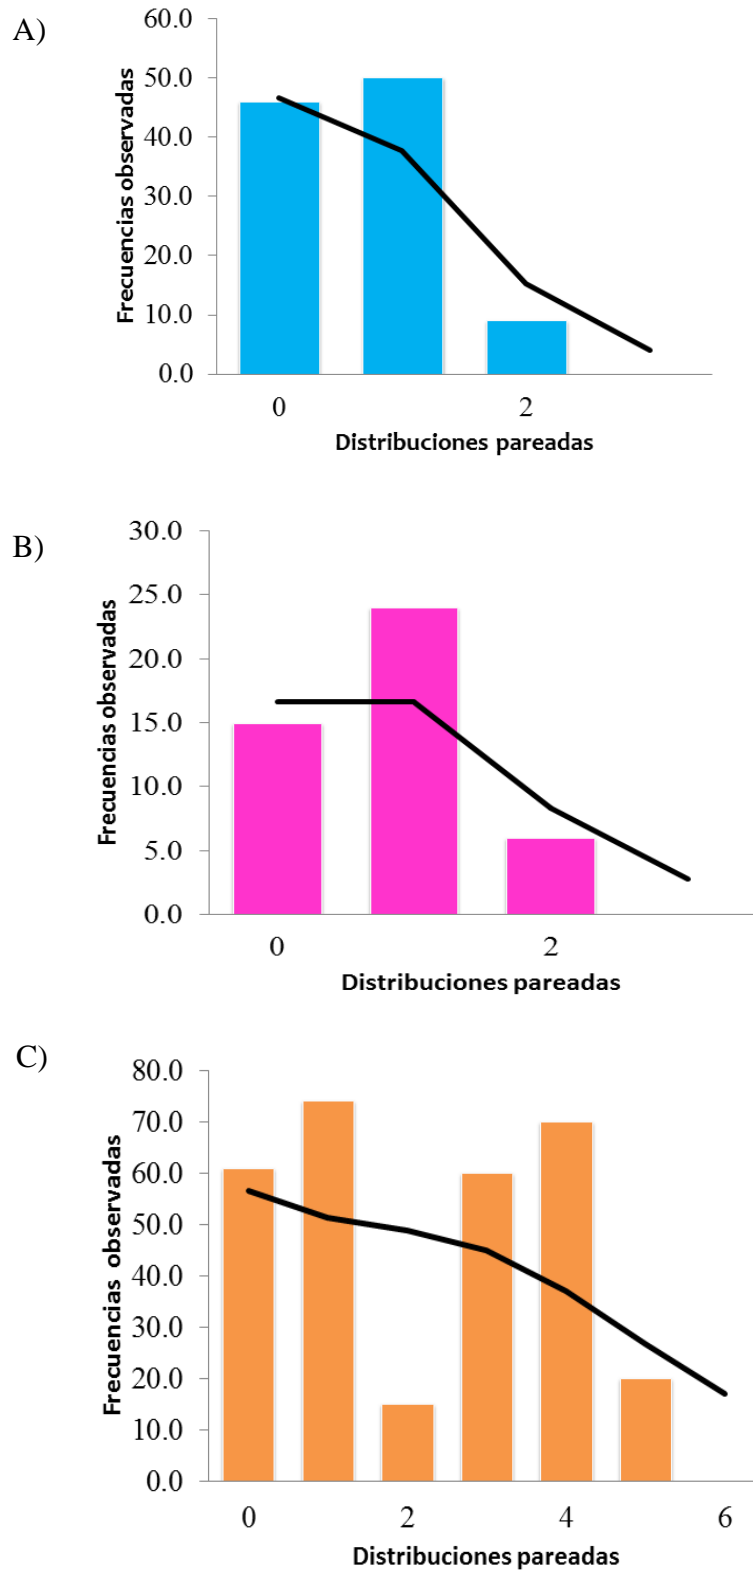 A)
60.0
50.0
40.0
30.0
20.0
10.0
0.0
Frecuencias observadas
0 2
Distribuciones pareadas
B)
30.0
25.0
20.0
15.0
10.0
5.0
0.0
Frecuencias observadas
0 2
Distribuciones pareadas
C)
80.0
70.0
60.0
50.0
40.0
30.0
20.0
10.0
0.0
Frecuencias observadas
0 2 4 6
Distribuciones pareadas